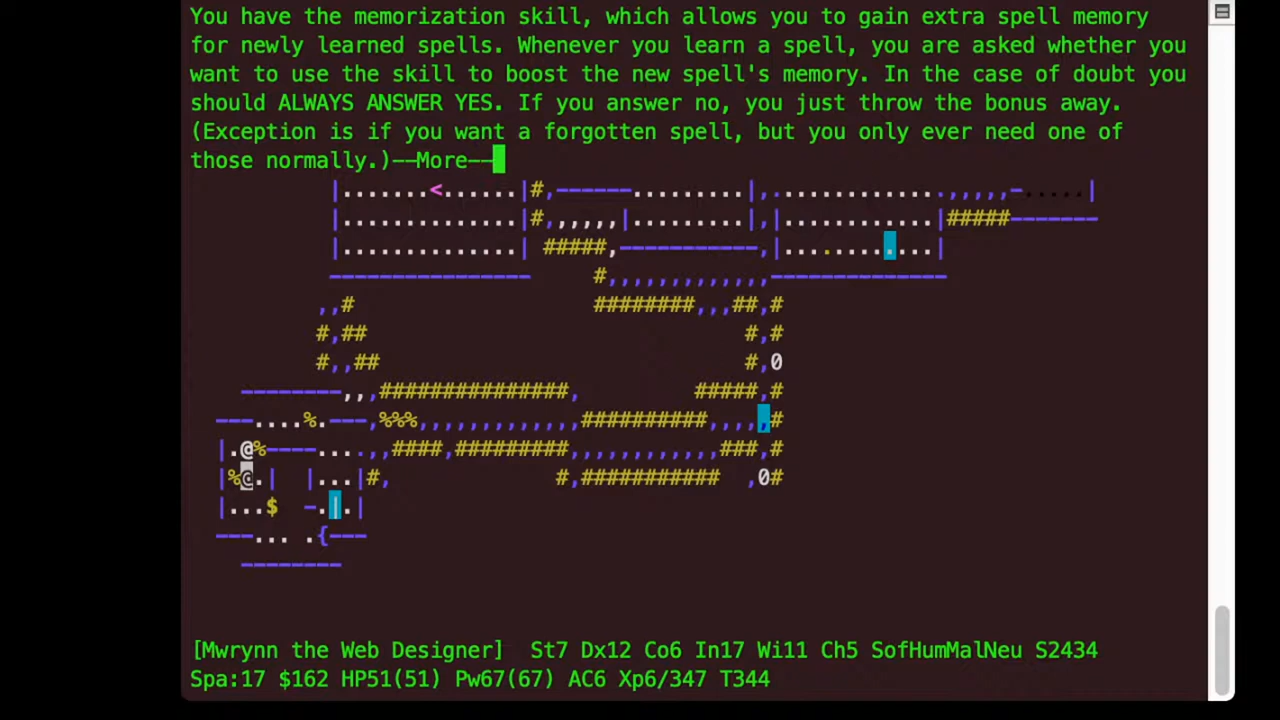 You have the memorization skill, which allows you to gain extra spell memory
for newly learned spells. Whenever you learn a spell, you are asked whether you
want to use the skill to boost the new spell's memory. In the case of doubt you
should ALWAYS ANSWER YES. If you answer no, you just throw the bonus away.
(Exception is if you want a forgotten spell, but you only ever need one of
those normally.)--More--
|.......<......|#,------.........|,.............,,,,,-.....|
|..............|#,,,,,,|.........|,|...........|#####-------
|..............| #####,-----------,|...........|
---------------- #,,,,,,,,,,,,,--------------
,,# ########,,,##,#
#,## #,#
#,,## #,0
--------,,,###############, #####,#
---....%.---,%%%,,,,,,,,,,,,,##########,,,,,#
|.@%----....,,####,#########,,,,,,,,,,,,###,#
|%@.| |...|#, #,########### ,0#
|...$ -.|.|
---... .{---
--------
[Mwrynn the Web Designer] St7 Dx12 Co6 In17 Wi11 Ch5 SofHumMalNeu S2434
Spa:17 $162 HP51(51) Pw67(67) AC6 Xp6/347 T344